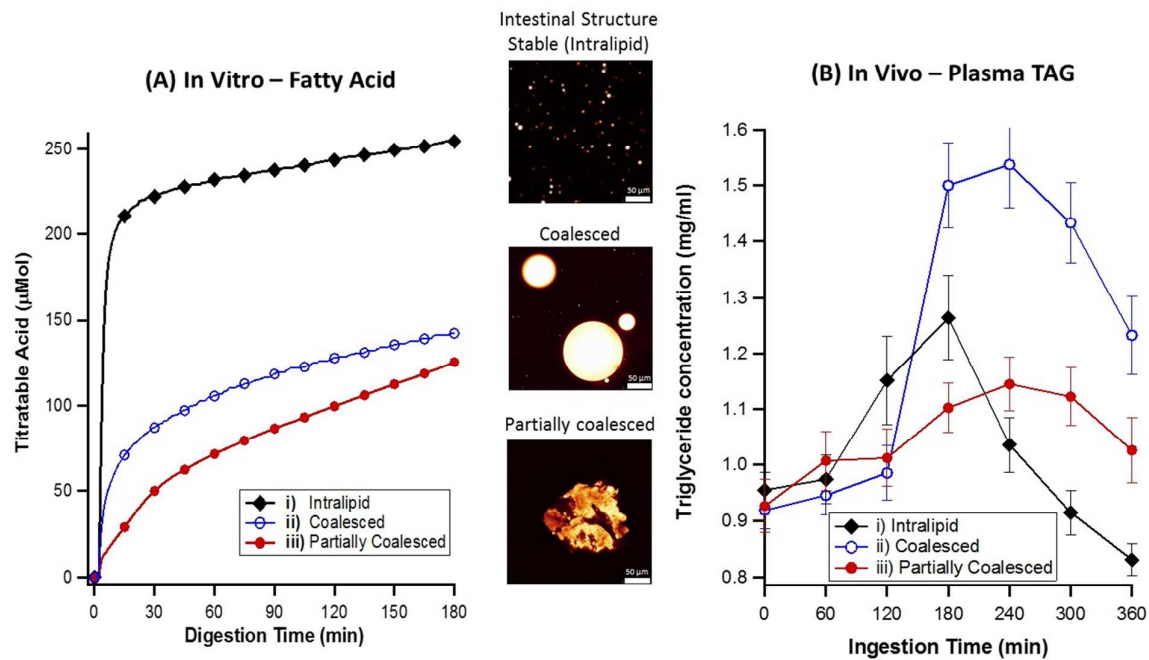 (A) In Vitro – Fatty Acid
Titratable Acid (μMol)
250
200
150
100
50
0
i) Intralipid
ii) Coalesced
iii) Partially Coalesced
0 30 60 90 120 150 180
Digestion Time (min)
Intestinal Structure
Stable (Intralipid)
50 μm
Coalesced
50 μm
Partially coalesced
50 μm
(B) In Vivo – Plasma TAG
Triglyceride concentration (mg/ml)
1.6
1.5
1.4
1.3
1.2
1.1
1.0
0.9
0.8
i) Intralipid
ii) Coalesced
iii) Partially Coalesced
0 60 120 180 240 300 360
Ingestion Time (min)